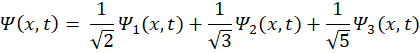 Ψ(x,t) = 1/√2 Ψ₁(x,t) + 1/√3 Ψ₂(x,t) + 1/√5 Ψ₃(x,t)